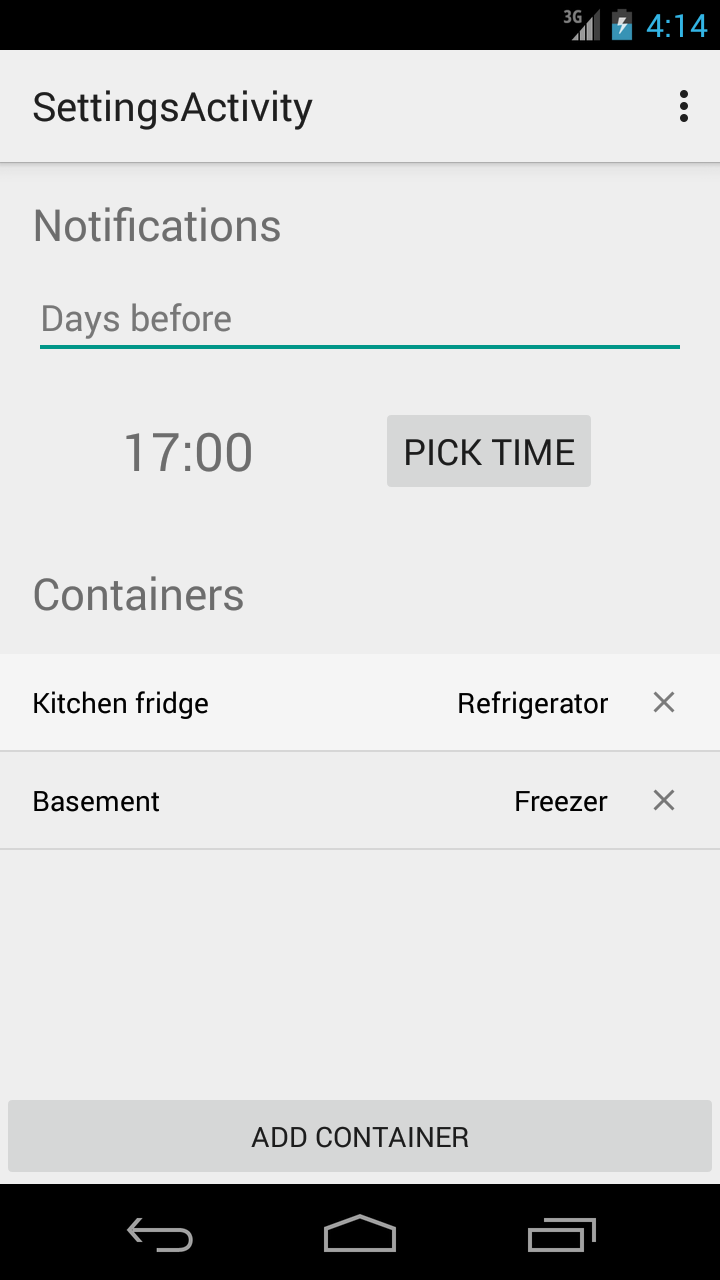 3G 4:14
SettingsActivity
Notifications
Days before
17:00 PICK TIME
Containers
Kitchen fridge Refrigerator
Basement Freezer
ADD CONTAINER